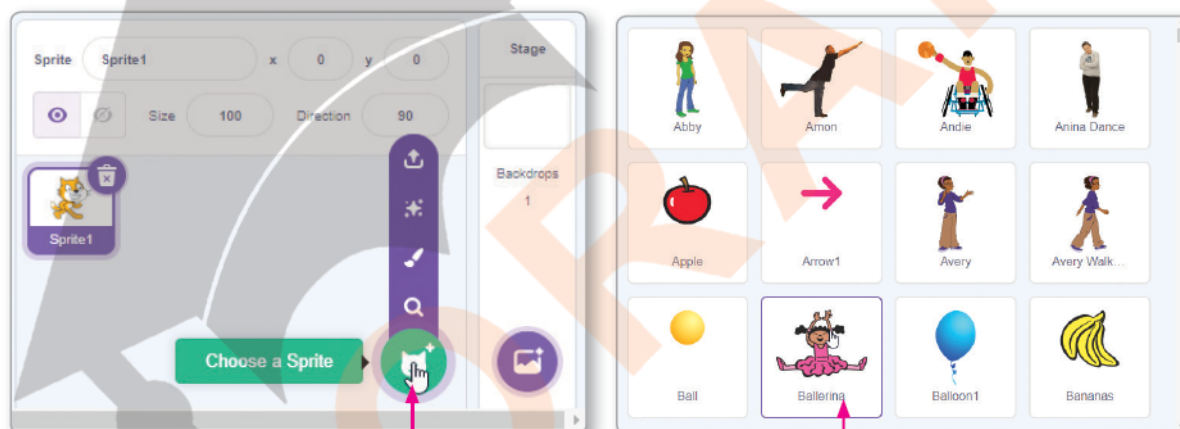 Sprite Sprite1 x 0 y 0
Size 100 Direction 90
Sprite1
Choose a Sprite
Stage
Backdrops
1
Abby Amon Andie Anina Dance
Apple Arrow1 Avery Avery Walk...
Ball Ballerina Balloon1 Bananas